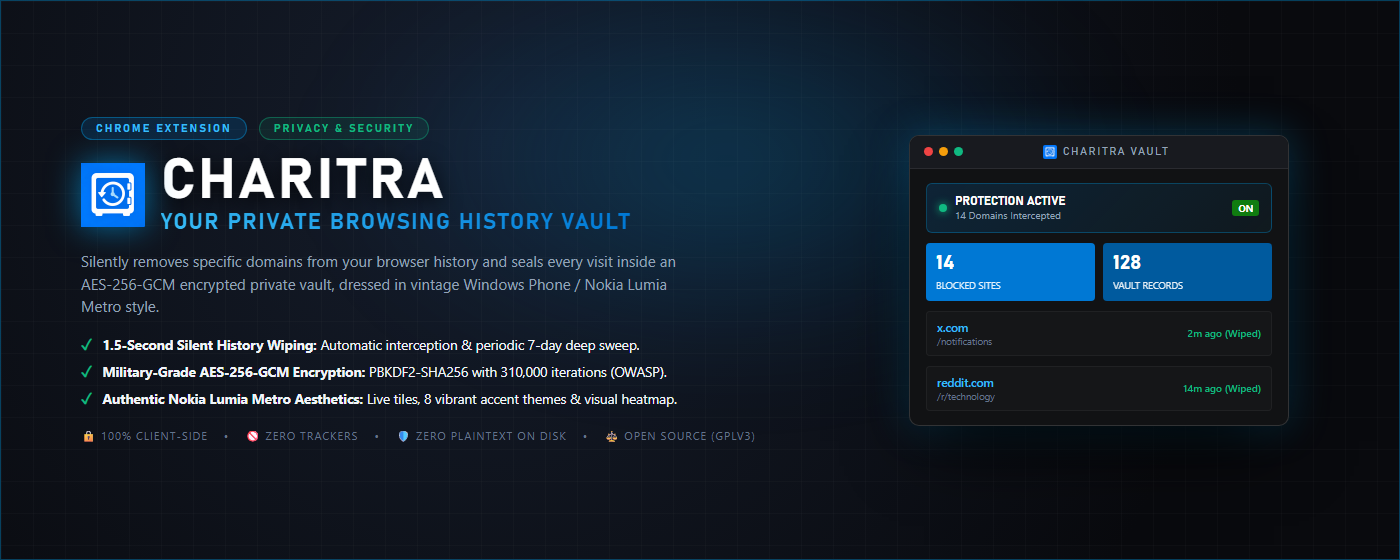 CHROME EXTENSION
PRIVACY & SECURITY
CHARITRA
YOUR PRIVATE BROWSING HISTORY VAULT
Silently removes specific domains from your browser history and seals every visit inside an
AES-256-GCM encrypted private vault, dressed in vintage Windows Phone / Nokia Lumia
Metro style.
✓ 1.5-Second Silent History Wiping: Automatic interception & periodic 7-day deep sweep.
✓ Military-Grade AES-256-GCM Encryption: PBKDF2-SHA256 with 310,000 iterations (OWASP).
✓ Authentic Nokia Lumia Metro Aesthetics: Live tiles, 8 vibrant accent themes & visual heatmap.
100% CLIENT-SIDE • ZERO TRACKERS • ZERO PLAINTEXT ON DISK • OPEN SOURCE (GPLV3)
CHARITRA VAULT
PROTECTION ACTIVE
14 Domains Intercepted
ON
14
BLOCKED SITES
128
VAULT RECORDS
x.com
/notifications
2m ago (Wiped)
reddit.com
/r/technology
14m ago (Wiped)